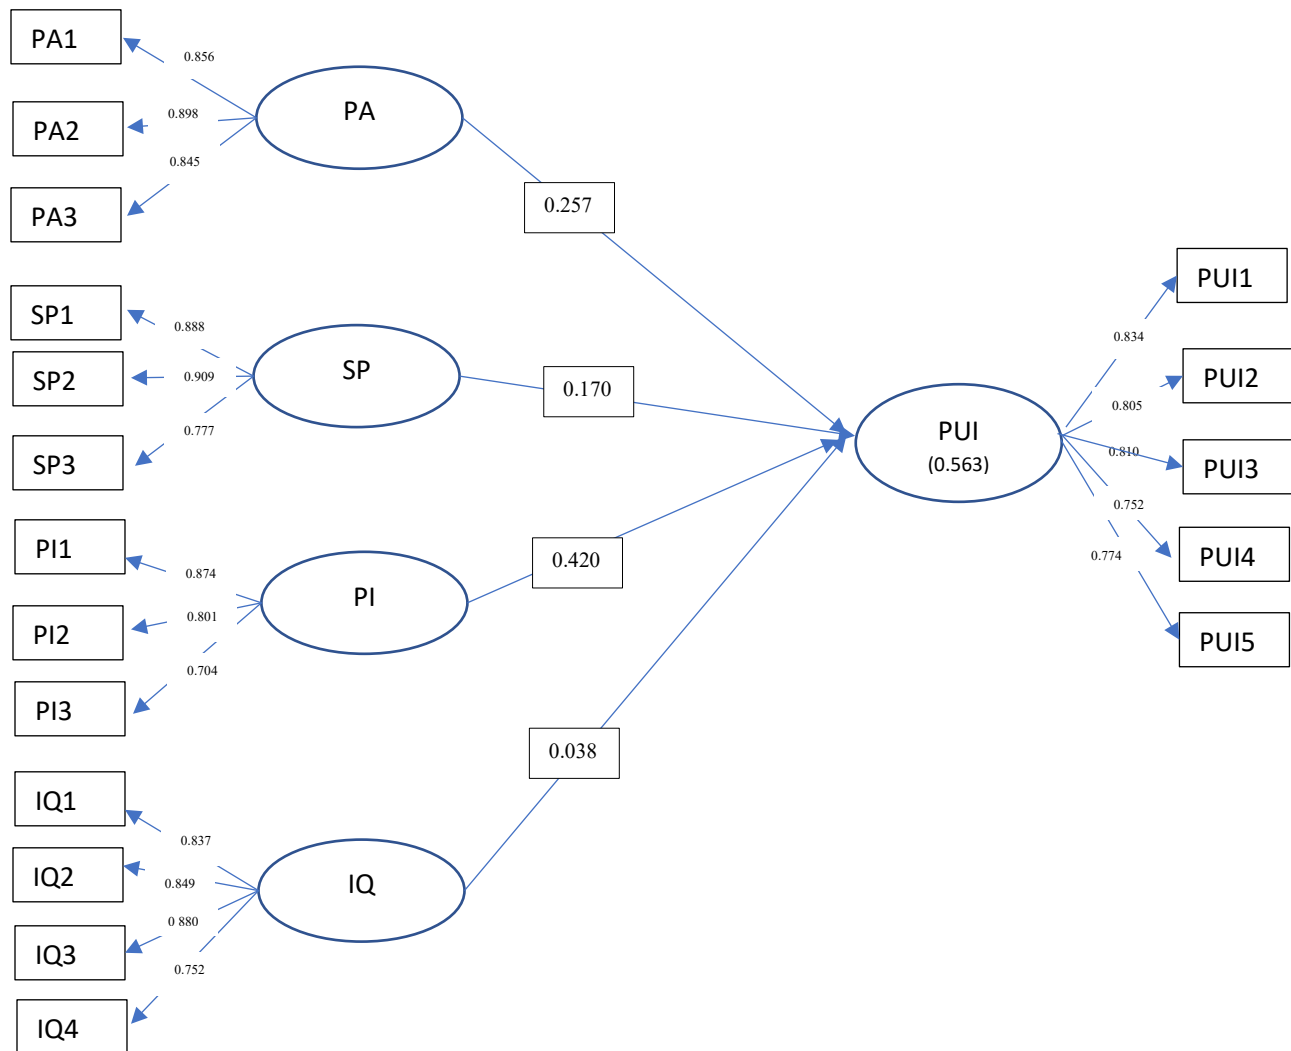 PA1
0.856
PA2
0.898
PA3
0.845
PA
0.257
SP1
0.888
SP2
0.909
SP3
0.777
SP
0.170
PI1
0.874
PI2
0.801
PI3
0.704
PI
0.420
IQ1
0.837
IQ2
0.849
IQ3
0 880
IQ4
0.752
IQ
0.038
PUI
(0.563)
0.834
PUI1
0.805
PUI2
0.810
PUI3
0.752
PUI4
0.774
PUI5